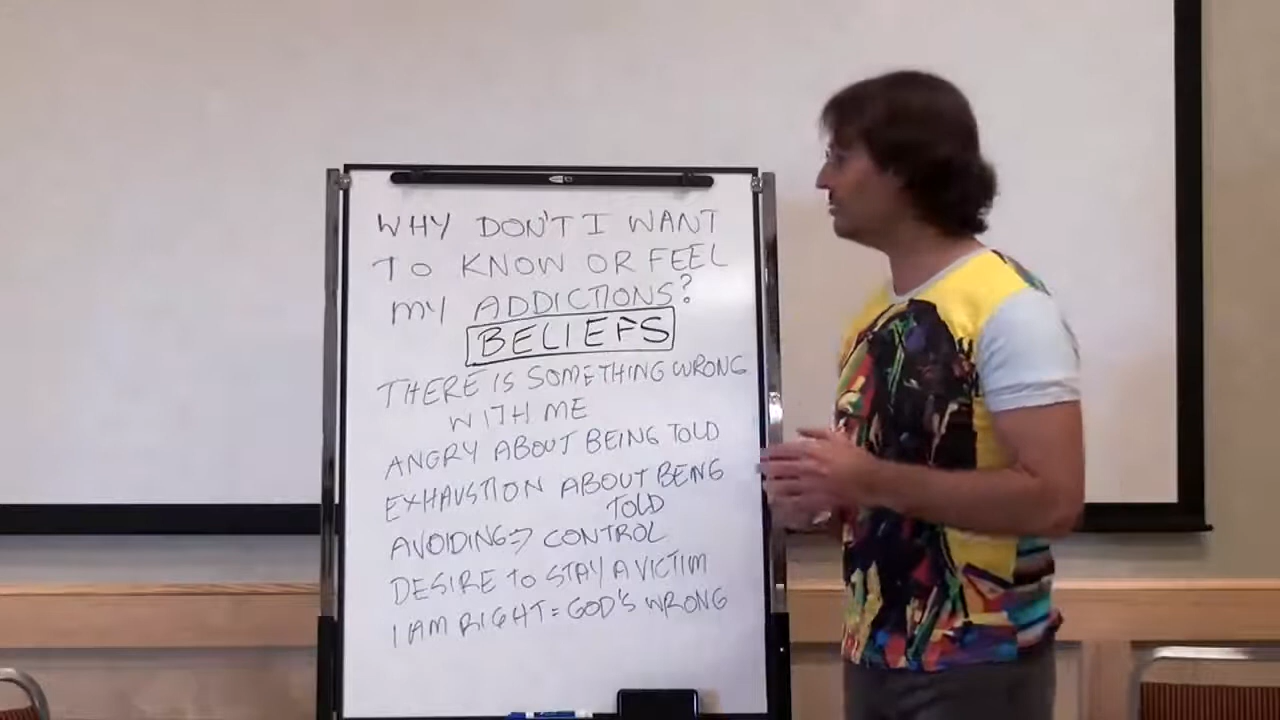 WHY DON'T I WANT
TO KNOW OR FEEL
MY ADDICTIONS?
BELIEFS
THERE IS SOMETHING WRONG
WITH ME
ANGRY ABOUT BEING TOLD
EXHAUSTION ABOUT BEING
TOLD
AVOIDING => CONTROL
DESIRE TO STAY A VICTIM
I AM RIGHT = GOD'S WRONG